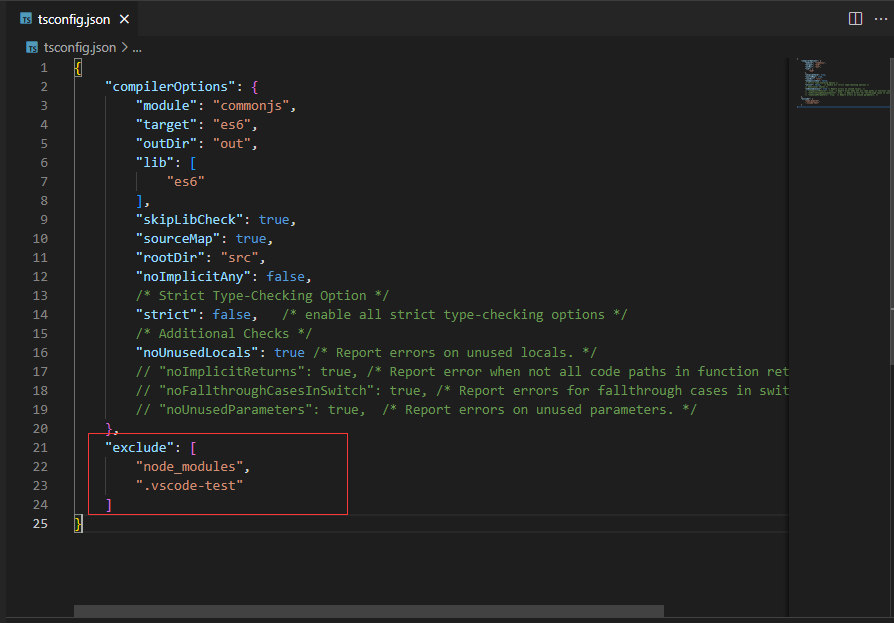 TS tsconfig.json ×
TS tsconfig.json > ...
1 {
2 "compilerOptions": {
3 "module": "commonjs",
4 "target": "es6",
5 "outDir": "out",
6 "lib": [
7 "es6"
8 ],
9 "skipLibCheck": true,
10 "sourceMap": true,
11 "rootDir": "src",
12 "noImplicitAny": false,
13 /* Strict Type-Checking Option */
14 "strict": false,   /* enable all strict type-checking options */
15 /* Additional Checks */
16 "noUnusedLocals": true /* Report errors on unused locals. */
17 // "noImplicitReturns": true, /* Report error when not all code paths in function ret
18 // "noFallthroughCasesInSwitch": true, /* Report errors for fallthrough cases in swit
19 // "noUnusedParameters": true,  /* Report errors on unused parameters. */
20 },
21 "exclude": [
22 "node_modules",
23 ".vscode-test"
24 ]
25 }